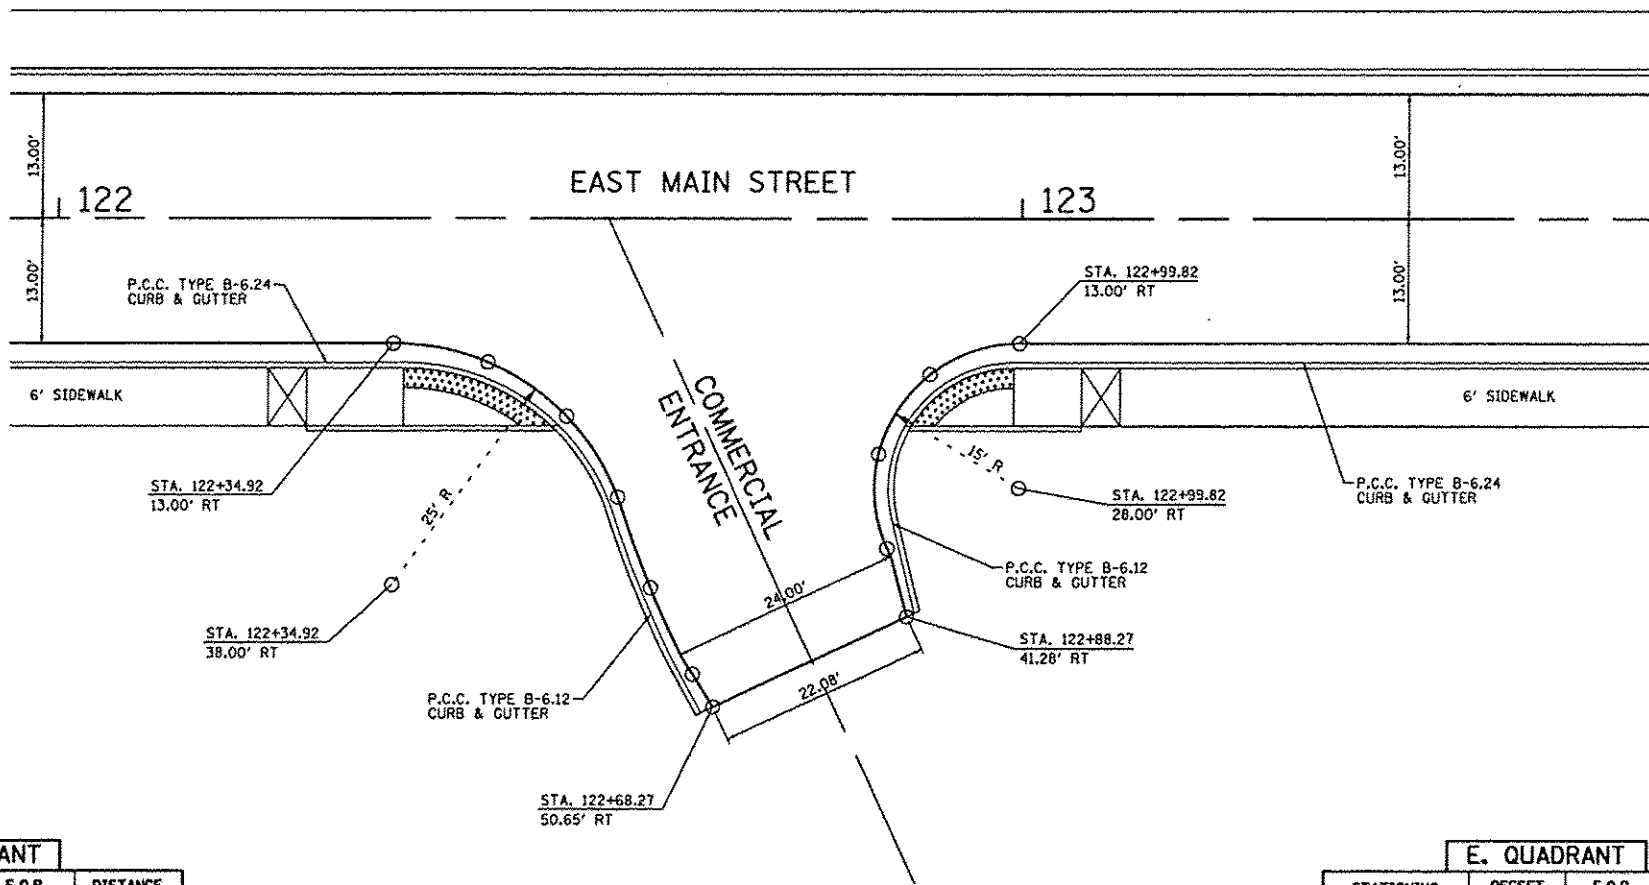 EAST MAIN STREET
122
123
13.00'
13.00'
13.00'
13.00'
P.C.C. TYPE B-6.24
CURB & GUTTER
STA. 122+99.82
13.00' RT
6' SIDEWALK
6' SIDEWALK
COMMERCIAL
ENTRANCE
STA. 122+34.92
13.00' RT
25' R
15' R
STA. 122+99.82
28.00' RT
P.C.C. TYPE B-6.24
CURB & GUTTER
P.C.C. TYPE B-6.12
CURB & GUTTER
24.00'
STA. 122+34.92
38.00' RT
STA. 122+88.27
41.28' RT
22.08'
P.C.C. TYPE B-6.12
CURB & GUTTER
STA. 122+68.27
50.65' RT
ANT
E. QUADRANT
E.O.P. DISTANCE
STATIONING OFFSET E.O.P.